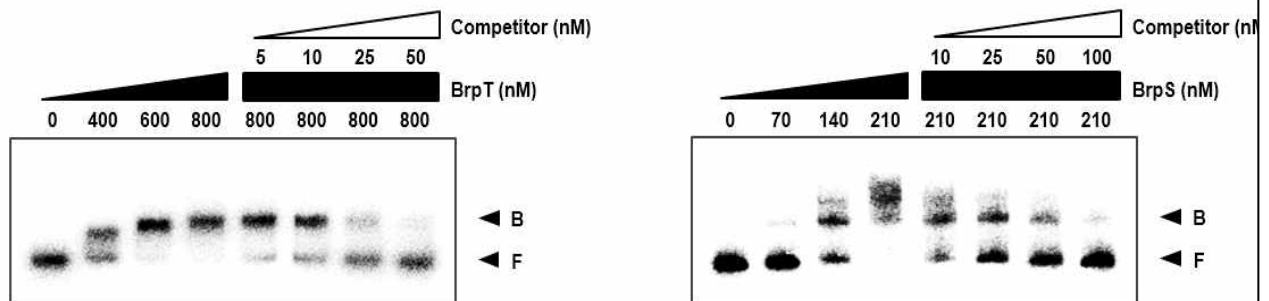 Competitor (nM)
5 10 25 50
BrpT (nM)
0 400 600 800 800 800 800 800
B
F
Competitor (nM
10 25 50 100
BrpS (nM)
0 70 140 210 210 210 210 210
B
F